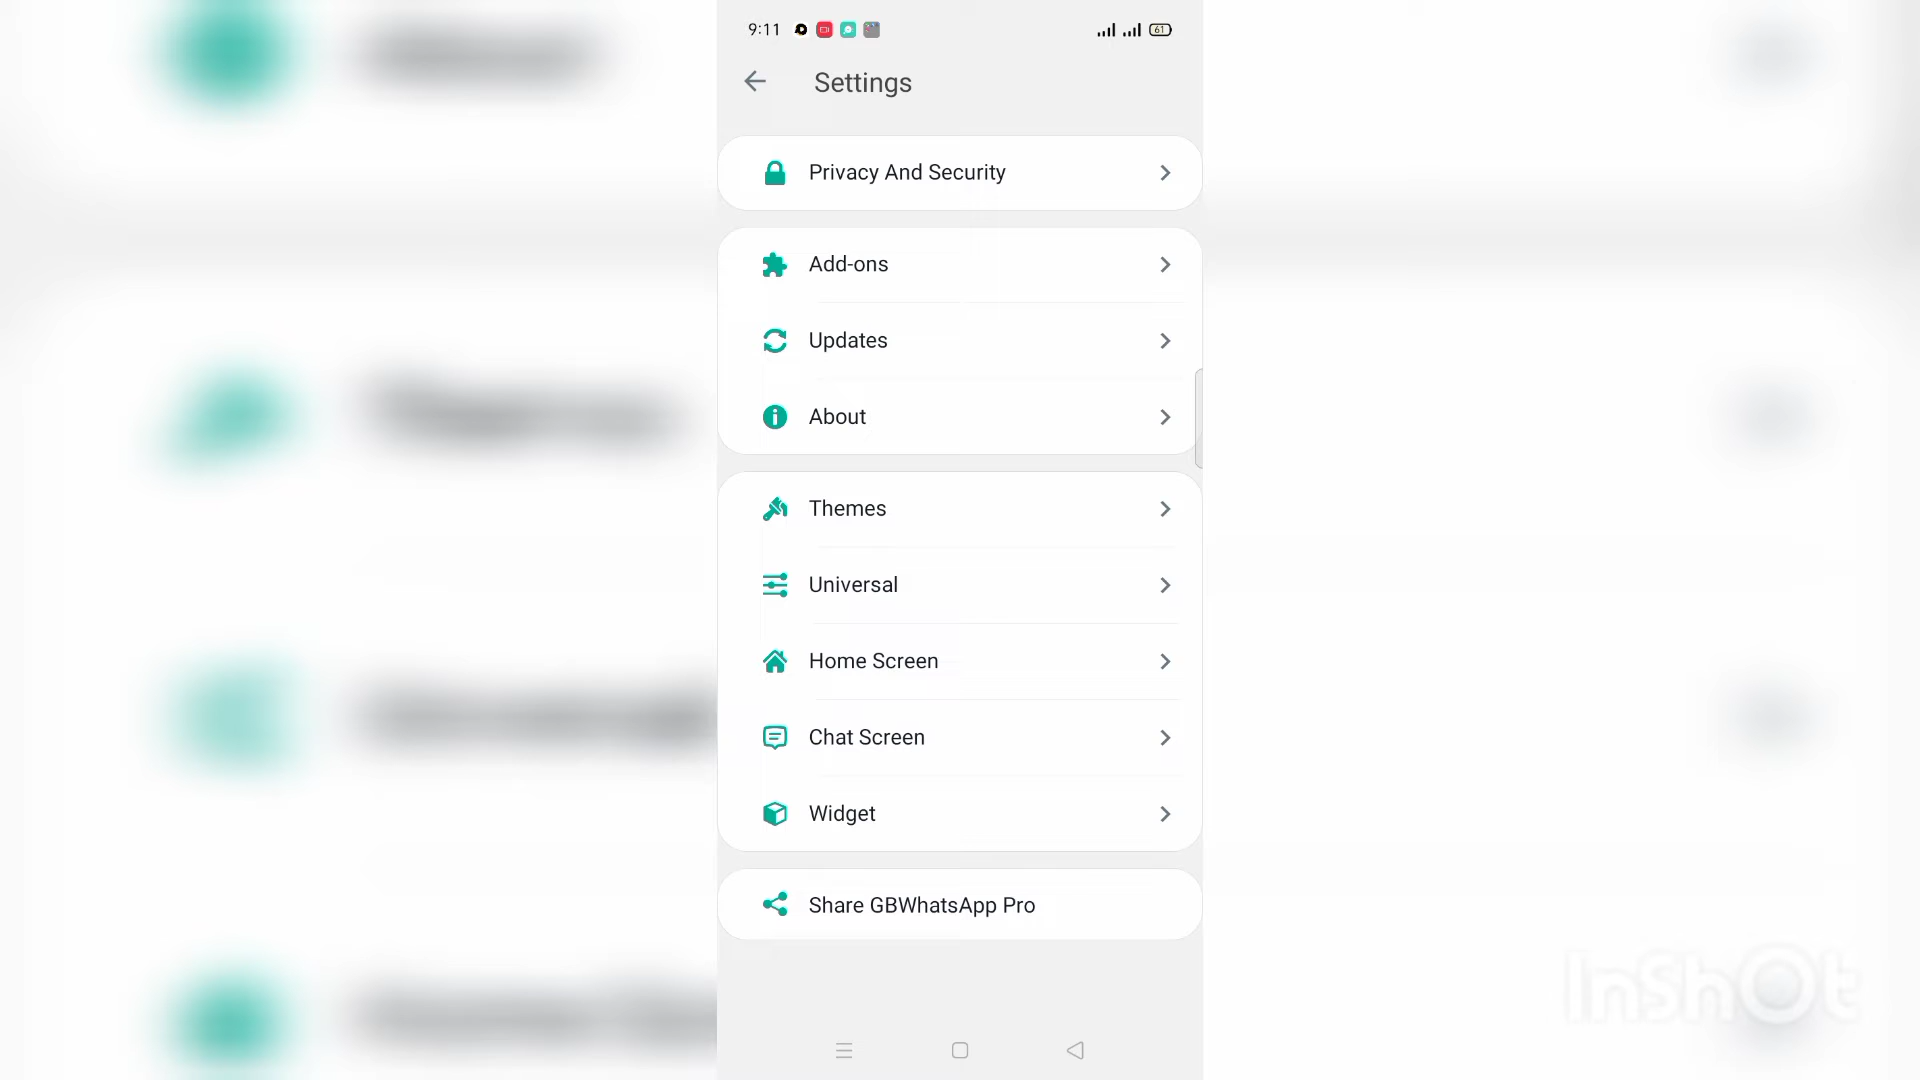 9:11
61
Settings
Privacy And Security
Add-ons
Updates
About
Themes
Universal
Home Screen
Chat Screen
Widget
Share GBWhatsApp Pro
InShOt